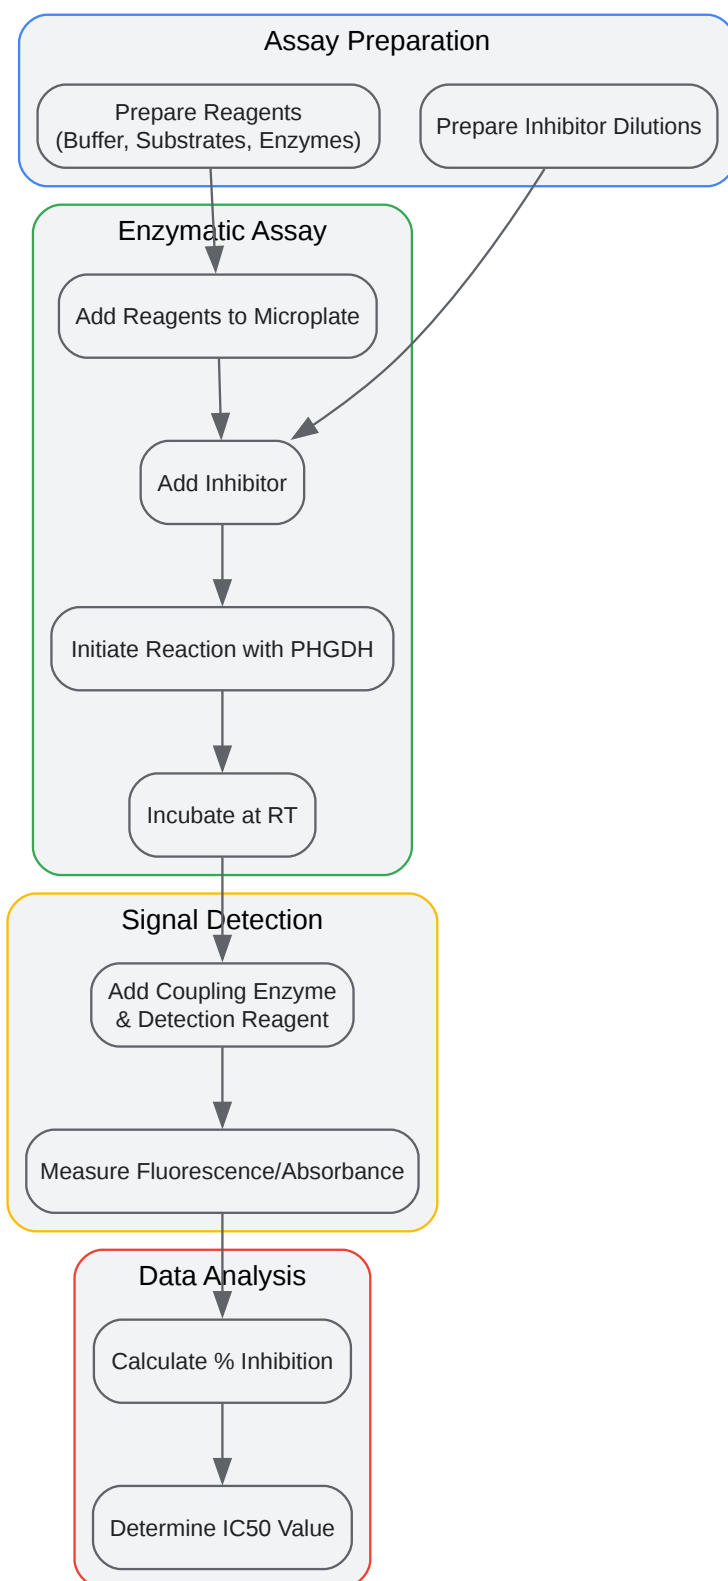 Assay Preparation
Prepare Reagents
(Buffer, Substrates, Enzymes)
Prepare Inhibitor Dilutions
Enzymatic Assay
Add Reagents to Microplate
Add Inhibitor
Initiate Reaction with PHGDH
Incubate at RT
Signal Detection
Add Coupling Enzyme
& Detection Reagent
Measure Fluorescence/Absorbance
Data Analysis
Calculate % Inhibition
Determine IC50 Value